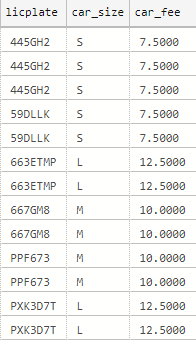 licplate car_size car_fee
445GH2 S 7.5000
445GH2 S 7.5000
445GH2 S 7.5000
59DLLK S 7.5000
59DLLK S 7.5000
663ETMP L 12.5000
663ETMP L 12.5000
667GM8 M 10.0000
667GM8 M 10.0000
PPF673 M 10.0000
PPF673 M 10.0000
PXK3D7T L 12.5000
PXK3D7T L 12.5000